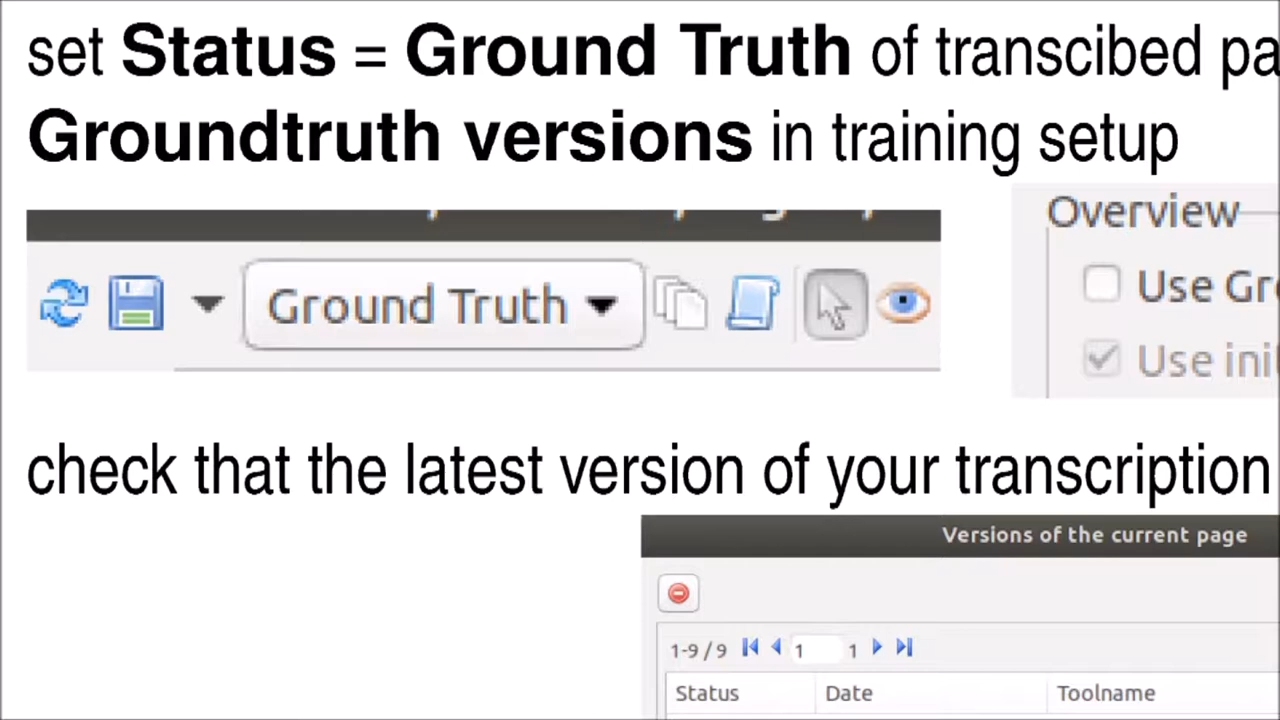 set Status = Ground Truth of transcibed pa
Groundtruth versions in training setup
Overview
Ground Truth
Use Gr
Use ini
check that the latest version of your transcription
Versions of the current page
1-9 / 9 1 1
Status Date Toolname